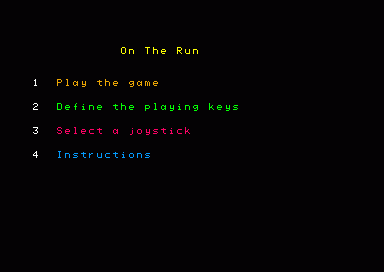 On The Run
1 Play the game
2 Define the playing keys
3 Select a joystick
4 Instructions